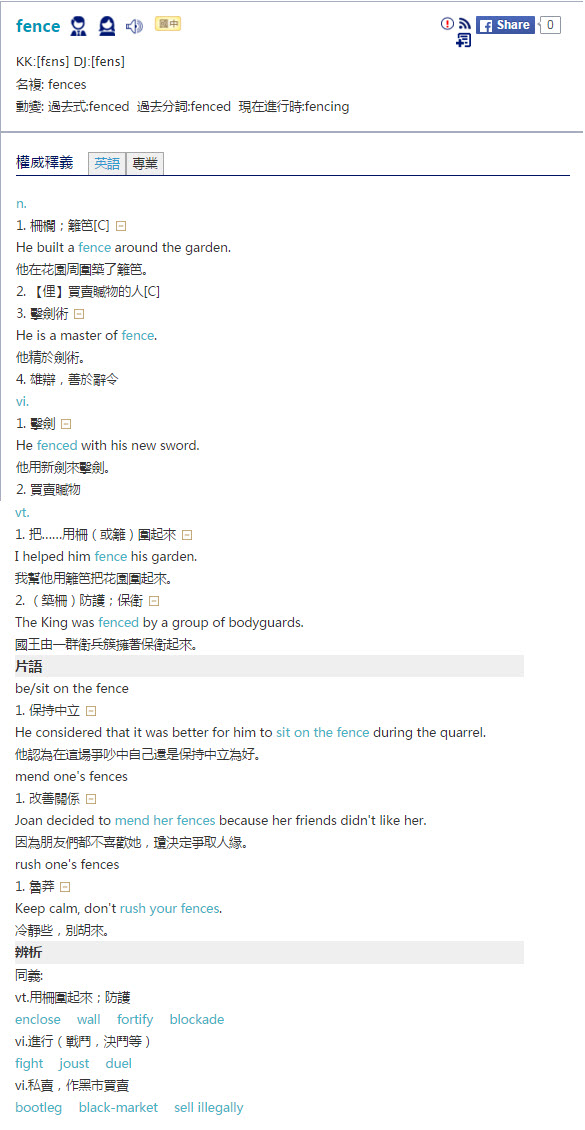 fence 國中 Share 0
KK:[fɛns] DJ:[fens]
名複: fences
動變: 過去式:fenced 過去分詞:fenced 現在進行時:fencing
權威釋義 英語 專業
n.
1. 柵欄；籬笆[C]
He built a fence around the garden.
他在花園周圍築了籬笆。
2. 【俚】買賣贓物的人[C]
3. 擊劍術
He is a master of fence.
他精於劍術。
4. 雄辯，善於辭令
vi.
1. 擊劍
He fenced with his new sword.
他用新劍來擊劍。
2. 買賣贓物
vt.
1. 把……用柵（或籬）圍起來
I helped him fence his garden.
我幫他用籬笆把花園圍起來。
2. （築柵）防護；保衛
The King was fenced by a group of bodyguards.
國王由一群衛兵簇擁著保衛起來。
片語
be/sit on the fence
1. 保持中立
He considered that it was better for him to sit on the fence during the quarrel.
他認為在這場爭吵中自己還是保持中立為好。
mend one's fences
1. 改善關係
Joan decided to mend her fences because her friends didn't like her.
因為朋友們都不喜歡她，瓊決定爭取人緣。
rush one's fences
1. 魯莽
Keep calm, don't rush your fences.
冷靜些，別胡來。
辨析
同義:
vt.用柵圍起來；防護
enclose wall fortify blockade
vi.進行（戰鬥，決鬥等）
fight joust duel
vi.私賣，作黑市買賣
bootleg black-market sell illegally